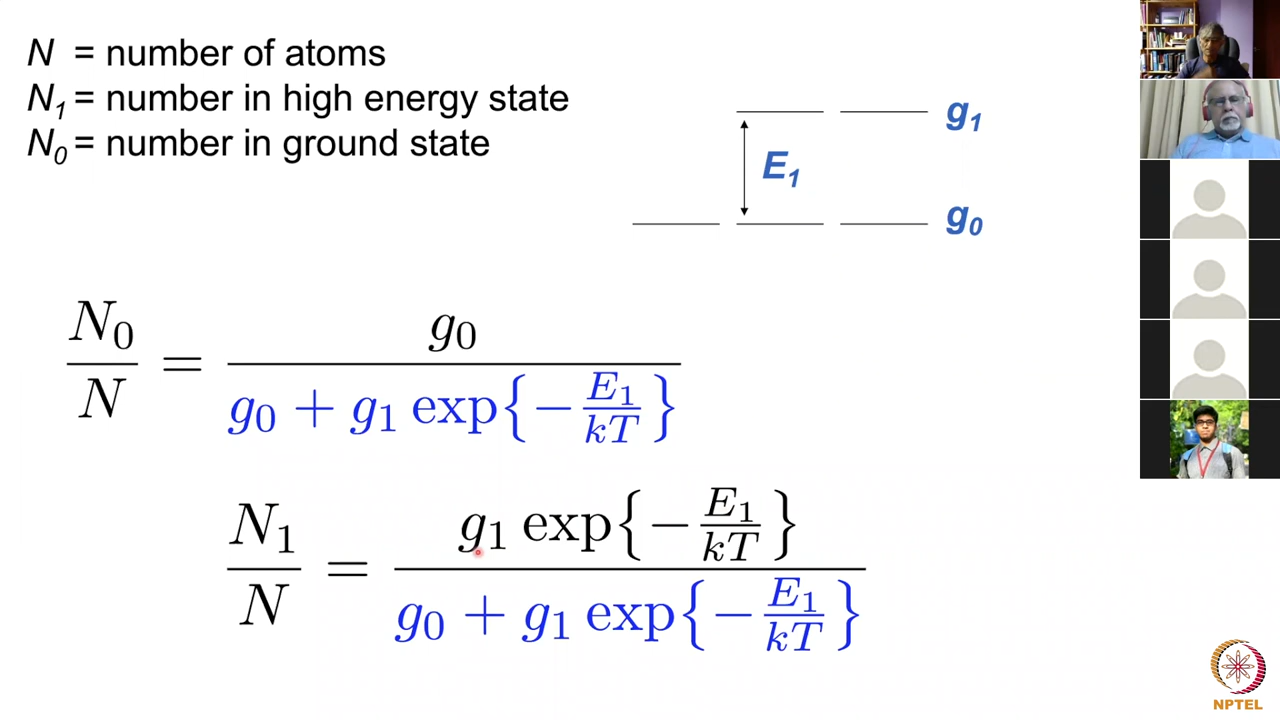 N = number of atoms
N₁ = number in high energy state
N₀ = number in ground state
g₁
E₁
g₀
N₀/N = g₀ / (g₀ + g₁ exp{−E₁/kT})
N₁/N = g₁ exp{−E₁/kT} / (g₀ + g₁ exp{−E₁/kT})
NPTEL